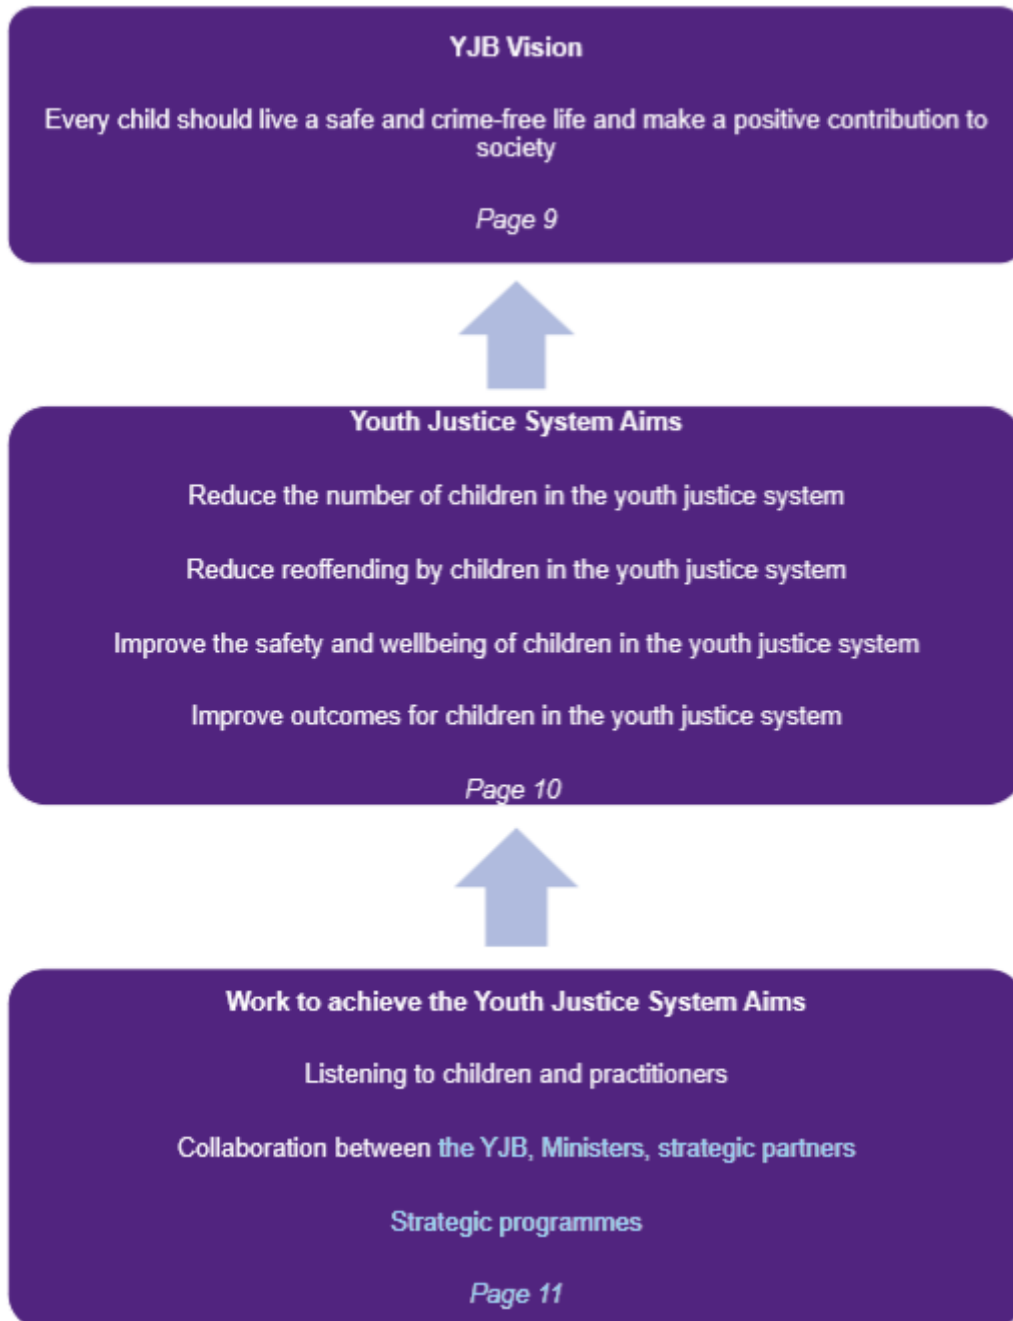 YJB Vision
Every child should live a safe and crime-free life and make a positive contribution to
society
Page 9
Youth Justice System Aims
Reduce the number of children in the youth justice system
Reduce reoffending by children in the youth justice system
Improve the safety and wellbeing of children in the youth justice system
Improve outcomes for children in the youth justice system
Page 10
Work to achieve the Youth Justice System Aims
Listening to children and practitioners
Collaboration between the YJB, Ministers, strategic partners
Strategic programmes
Page 11